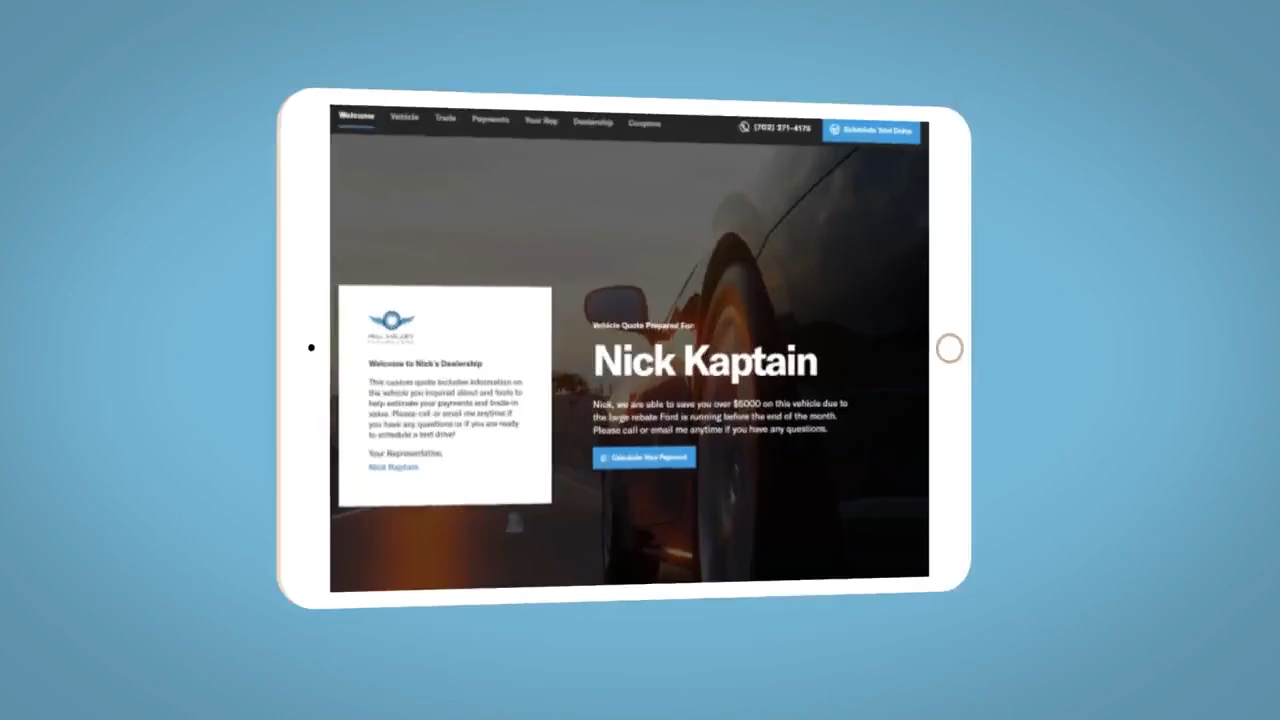 Welcome Vehicle Trade Payments Your Rep Dealership Coupons (702) 271-4175 Schedule Test Drive
Vehicle Quote Prepared For:
Nick Kaptain
Nick, we are able to save you over $5000 on this vehicle due to
the large rebate Ford is running before the end of the month.
Please call or email me anytime if you have any questions.
Calculate Your Payment
Welcome to Nick's Dealership
This custom quote includes information on
the vehicle you inquired about and tools to
help estimate your payments and trade-in
value. Please call or email me anytime if
you have any questions or if you are ready
to schedule a test drive!
Your Representative,
Nick Kaptain